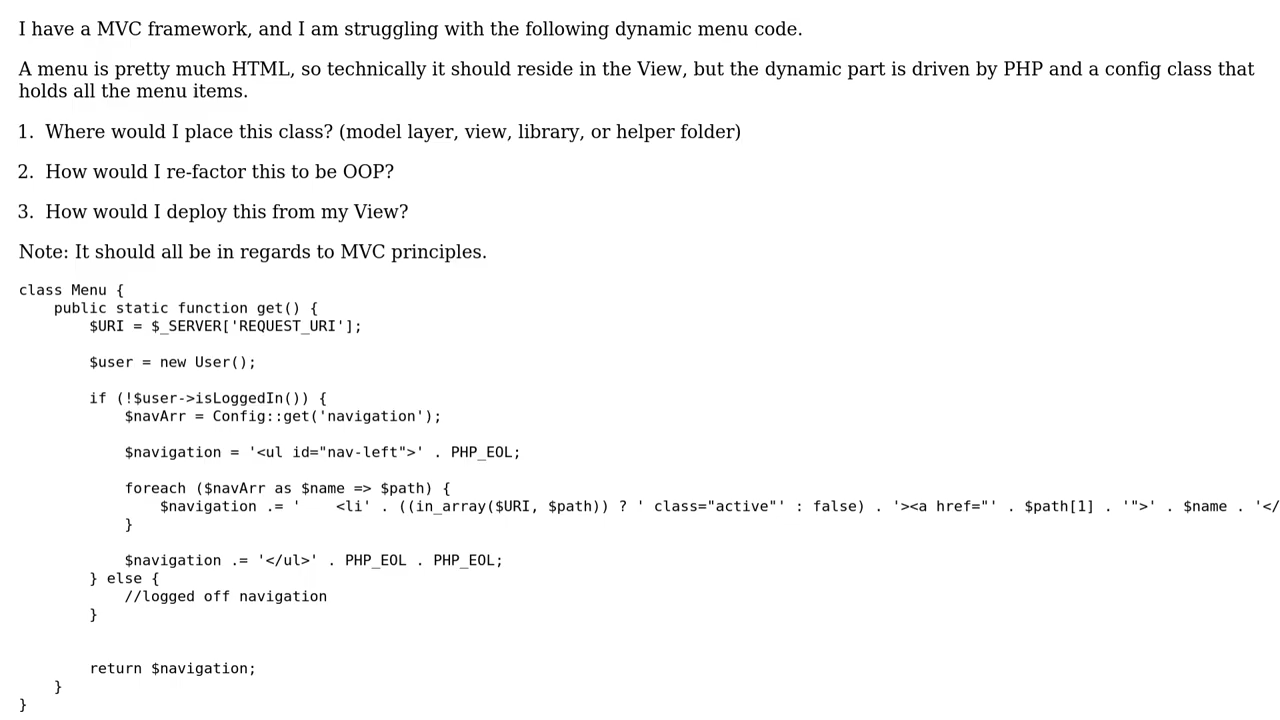 I have a MVC framework, and I am struggling with the following dynamic menu code.
A menu is pretty much HTML, so technically it should reside in the View, but the dynamic part is driven by PHP and a config class that
holds all the menu items.
1. Where would I place this class? (model layer, view, library, or helper folder)
2. How would I re-factor this to be OOP?
3. How would I deploy this from my View?
Note: It should all be in regards to MVC principles.
class Menu {
    public static function get() {
        $URI = $_SERVER['REQUEST_URI'];
        $user = new User();
        if (!$user->isLoggedIn()) {
            $navArr = Config::get('navigation');
            $navigation = '<ul id="nav-left">' . PHP_EOL;
            foreach ($navArr as $name => $path) {
                $navigation .= '    <li' . ((in_array($URI, $path)) ? ' class="active"' : false) . '><a href="' . $path[1] . '">' . $name . '</
            }
            $navigation .= '</ul>' . PHP_EOL . PHP_EOL;
        } else {
            //logged off navigation
        }
        return $navigation;
    }
}